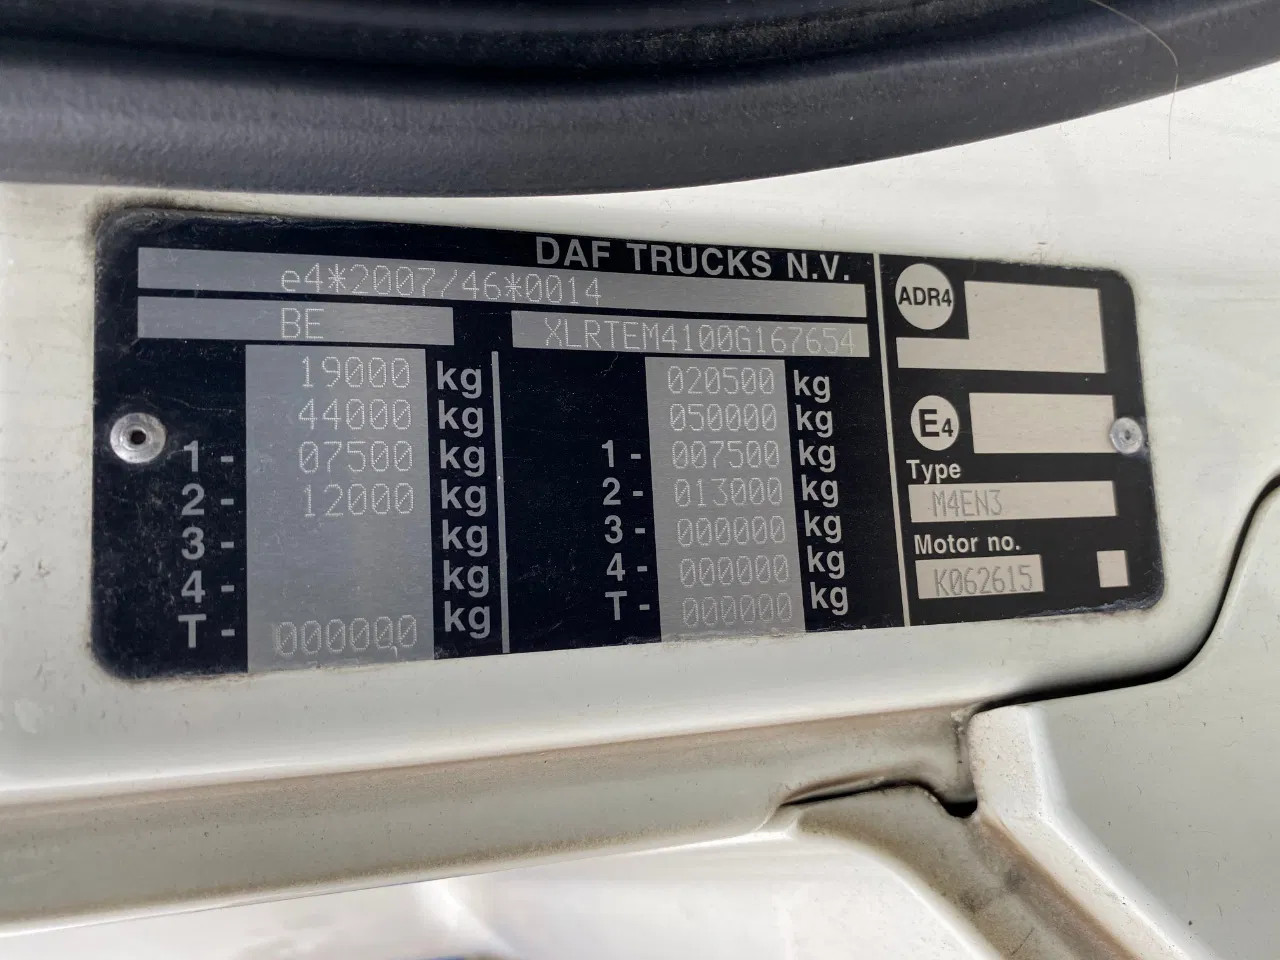 DAF TRUCKS N.V.
e4*2007/46*0014
BE
XLRTEM4100G167654
19000 kg
44000 kg
1 - 07500 kg
2 - 12000 kg
3 - kg
4 - kg
T - 000000 kg
020500 kg
050000 kg
1 - 007500 kg
2 - 013000 kg
3 - 000000 kg
4 - 000000 kg
T - 000000
ADR4
E4
Type
M4EN3
Motor no.
K062615